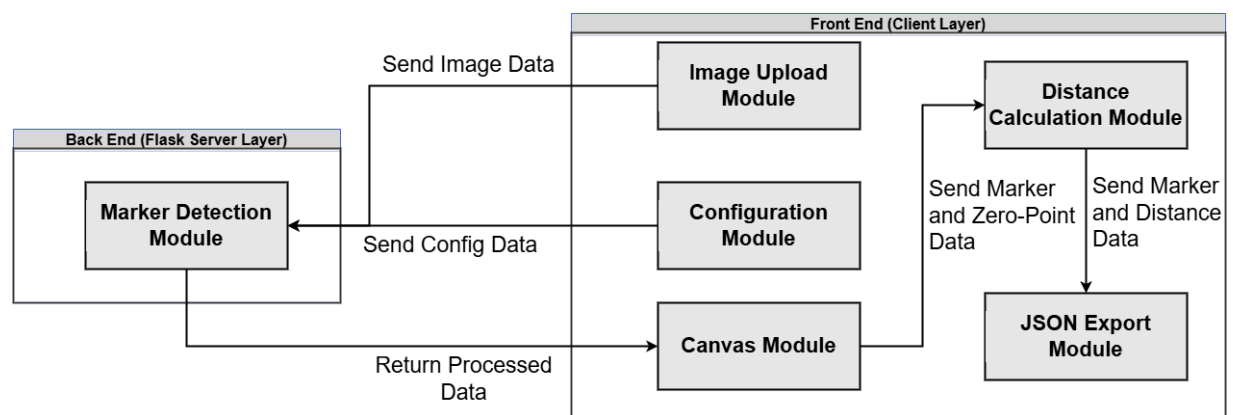 Front End (Client Layer)
Send Image Data
Image Upload
Module
Distance
Calculation Module
Back End (Flask Server Layer)
Marker Detection
Module
Send Config Data
Configuration
Module
Send Marker
and Zero-Point
Data
Send Marker
and Distance
Data
Return Processed
Data
Canvas Module
JSON Export
Module